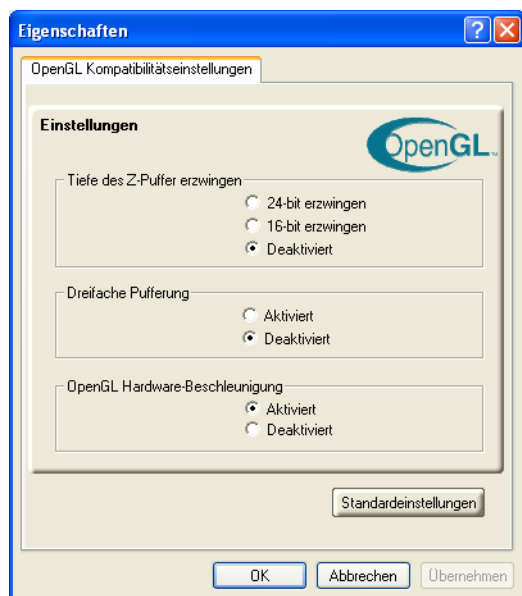 Eigenschaften
OpenGL Kompatibilitätseinstellungen
Einstellungen
OpenGL™
Tiefe des Z-Puffer erzwingen
24-bit erzwingen
16-bit erzwingen
Deaktiviert
Dreifache Pufferung
Aktiviert
Deaktiviert
OpenGL Hardware-Beschleunigung
Aktiviert
Deaktiviert
Standardeinstellungen
OK
Abbrechen
Übernehmen